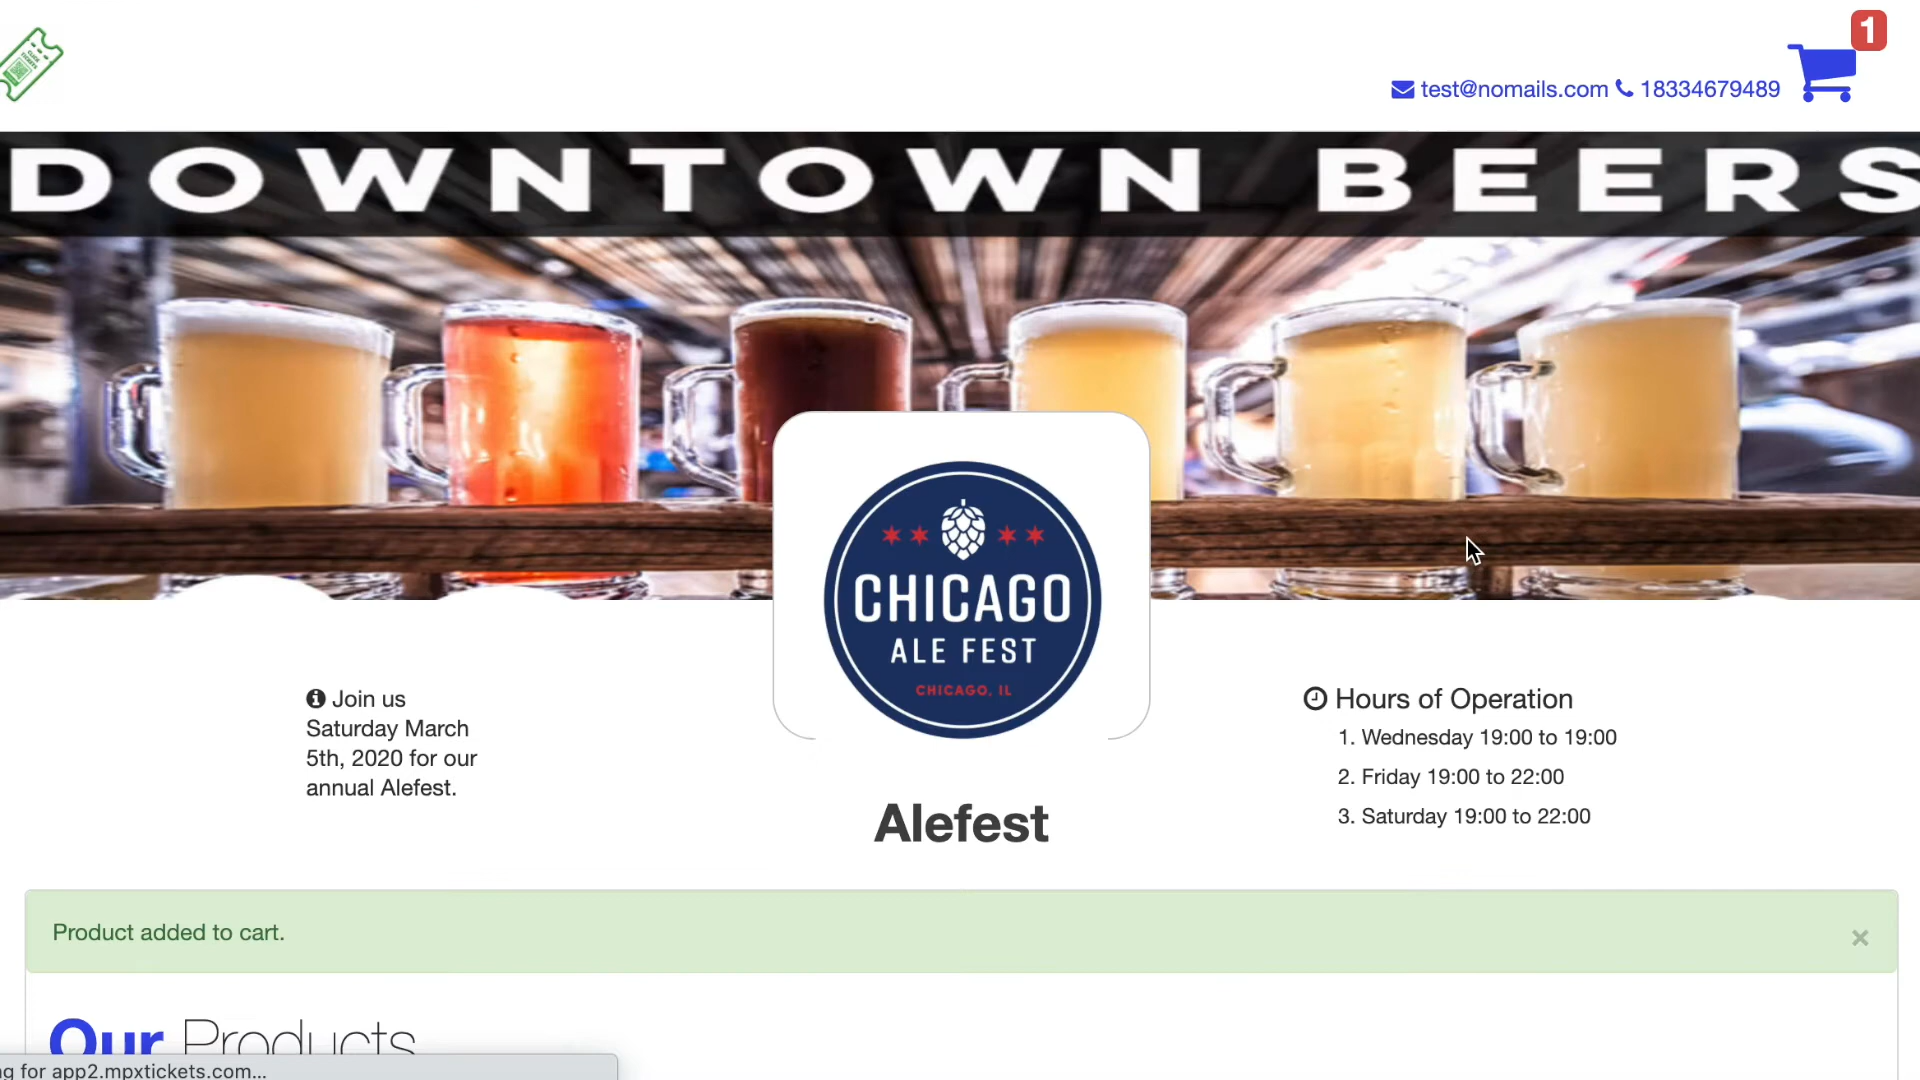 1
test@nomails.com 18334679489
DOWNTOWN BEERS
CHICAGO
ALE FEST
CHICAGO, IL
Join us
Saturday March
5th, 2020 for our
annual Alefest.
Hours of Operation
1. Wednesday 19:00 to 19:00
2. Friday 19:00 to 22:00
3. Saturday 19:00 to 22:00
Alefest
Product added to cart.
×
Our Products
ng for app2.mpxtickets.com...